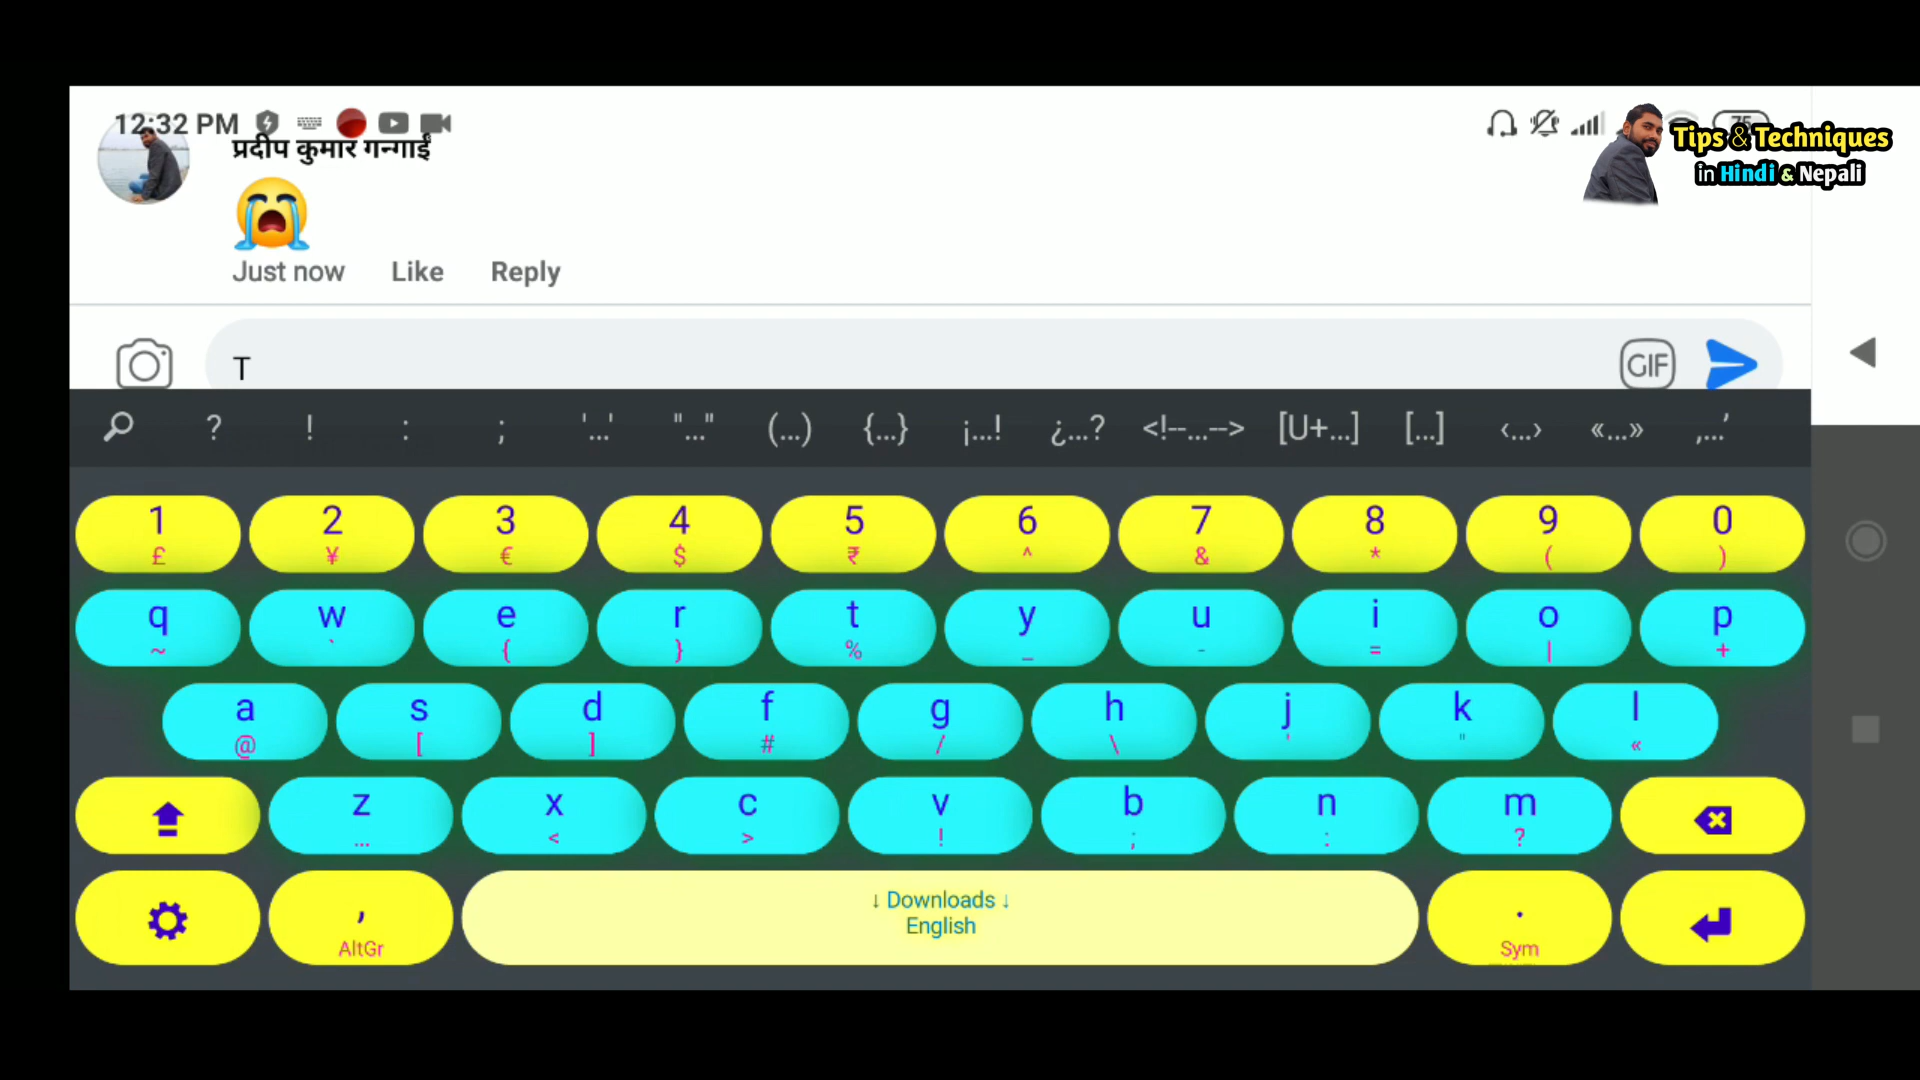 12:32 PM
75
प्रदीप कुमार गन्गाई
Tips & Techniques
in Hindi & Nepali
Just now Like Reply
T
GIF
? ! : ; '...' "..." (...) {...} ¡...! ¿...? <!--...--> [U+...] [...] ‹...› «...» ‚...’
1 2 3 4 5 6 7 8 9 0
£ ¥ € $ ₹ ^ & * ( )
q w e r t y u i o p
~ ` { } % _ - = | +
a s d f g h j k l
@ [ ] # / \ ' " «
z x c v b n m
... < > ! ; : ?
, ↓ Downloads ↓ .
AltGr English Sym